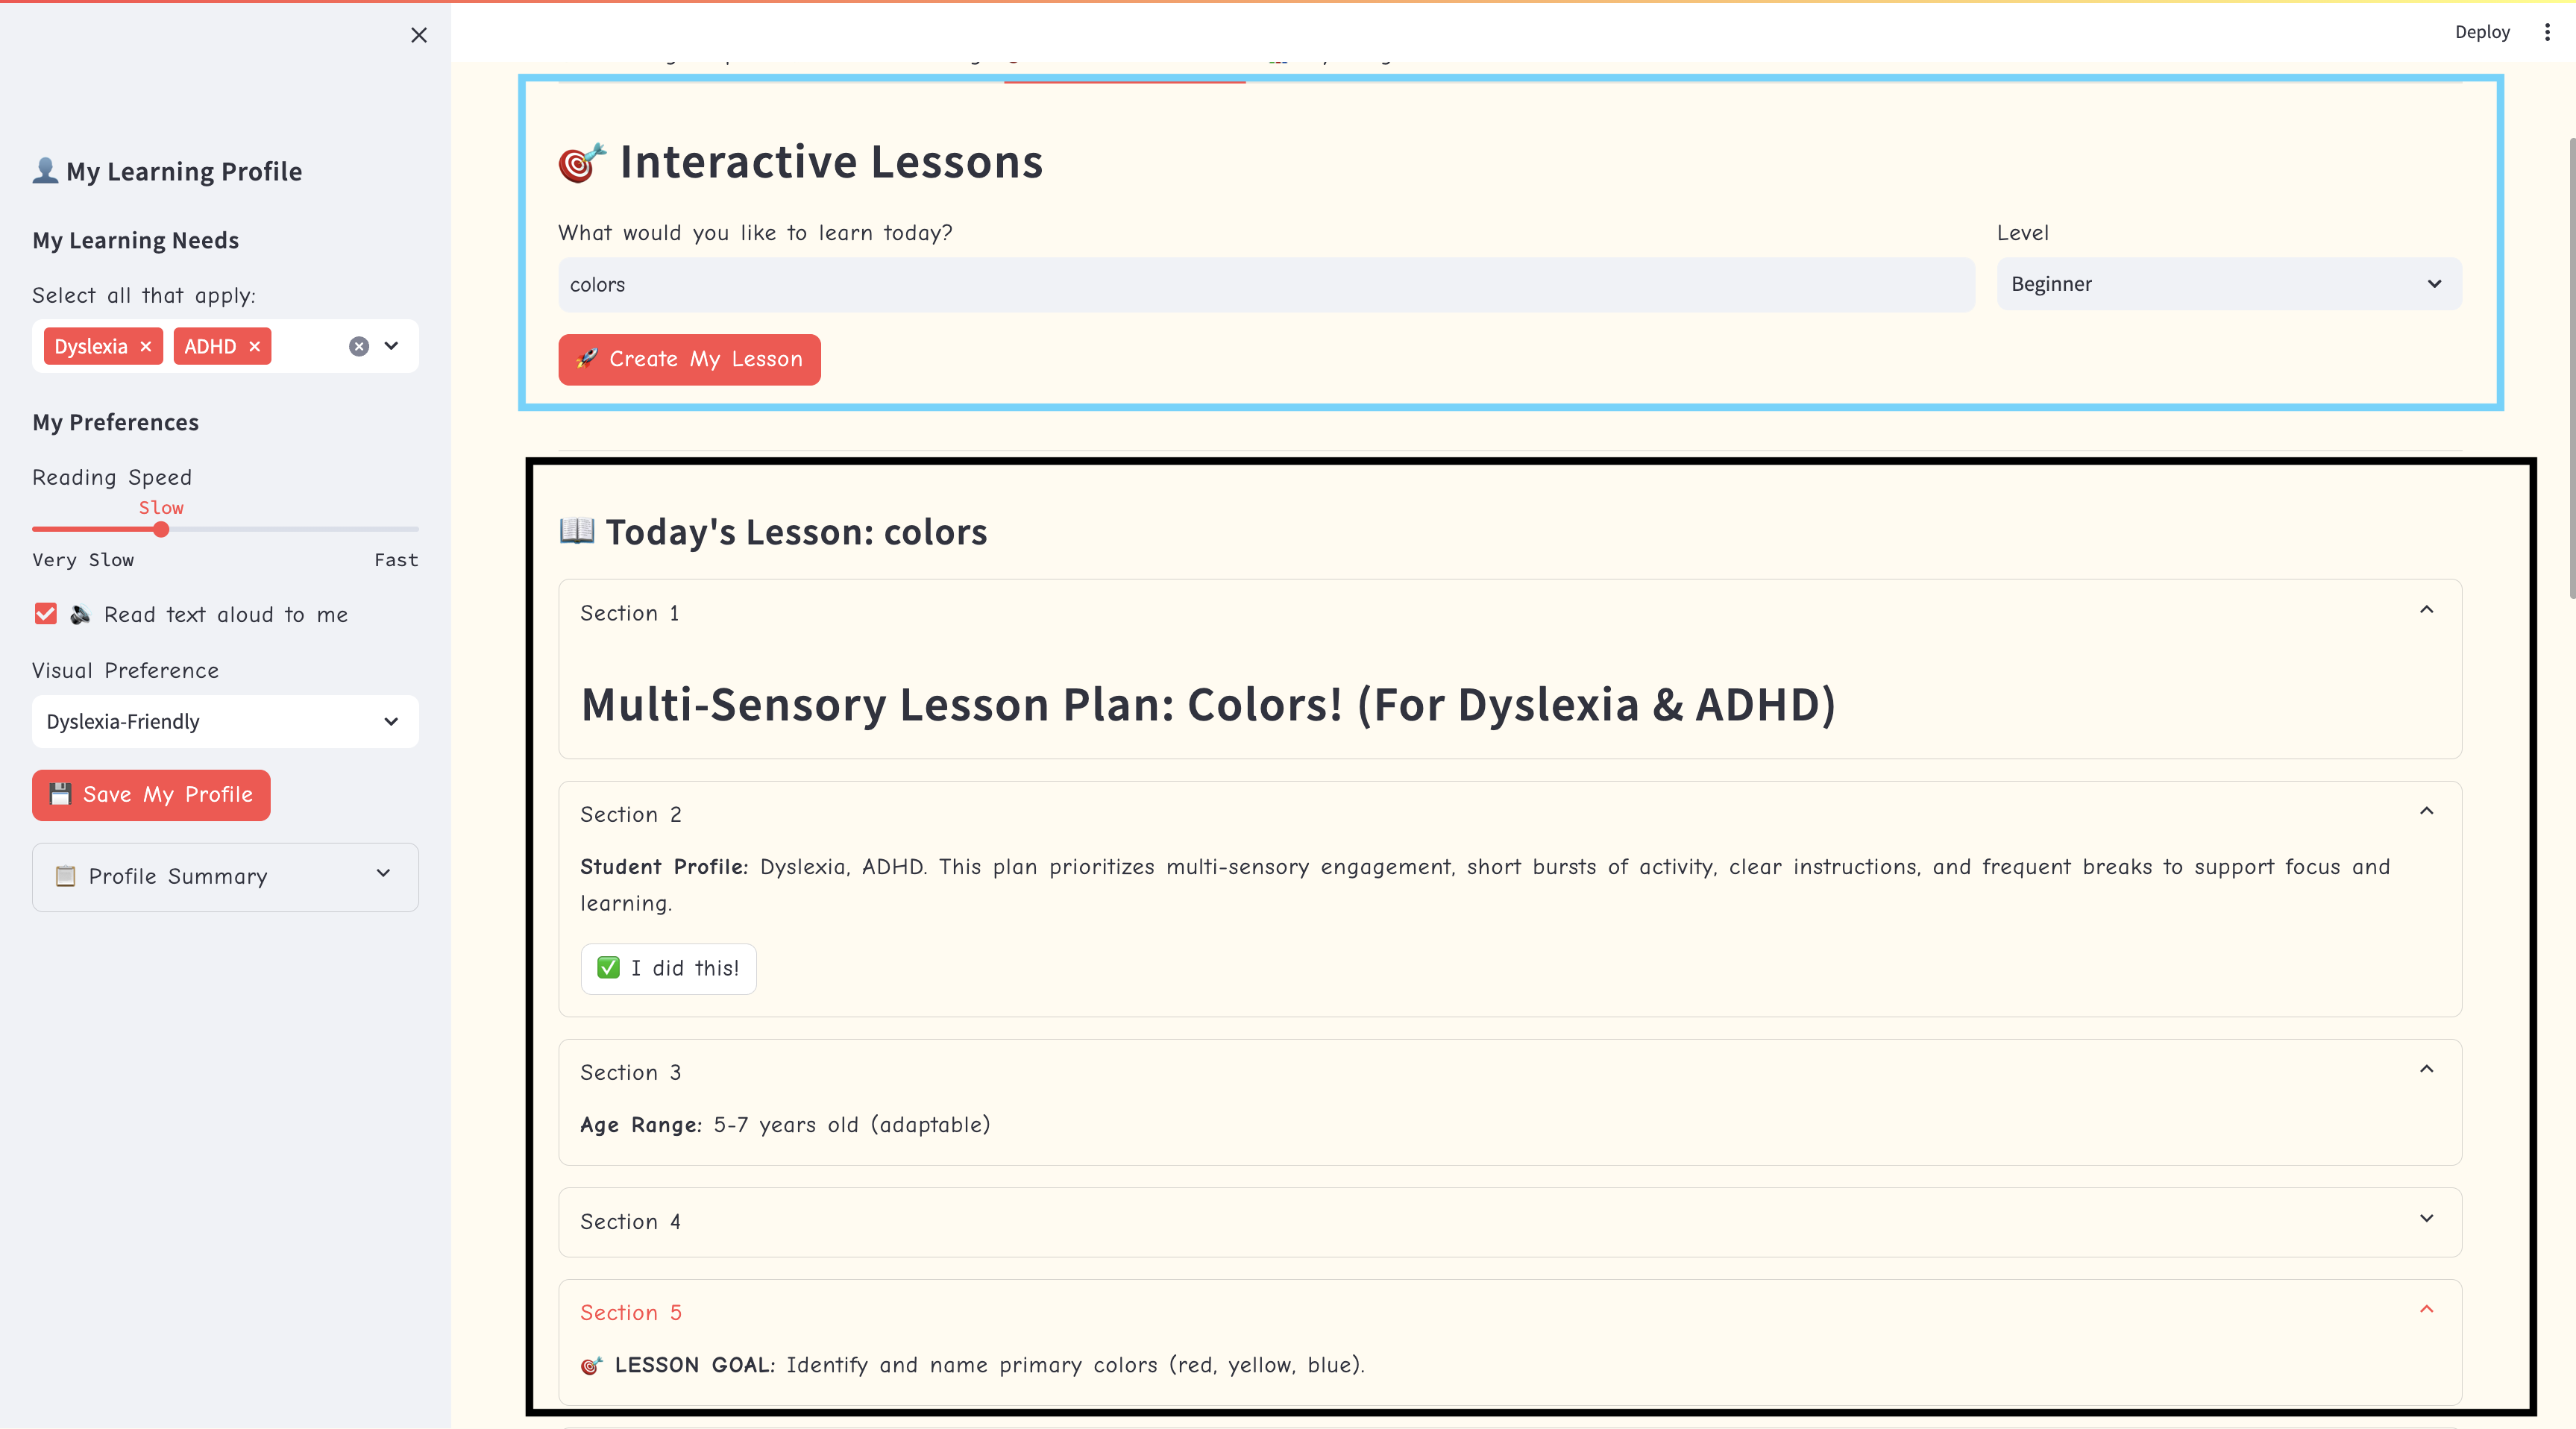 Deploy
My Learning Profile
My Learning Needs
Select all that apply:
Dyslexia
ADHD
My Preferences
Reading Speed
Slow
Very Slow Fast
Read text aloud to me
Visual Preference
Dyslexia-Friendly
Save My Profile
Profile Summary
Interactive Lessons
What would you like to learn today?
colors
Level
Beginner
Create My Lesson
Today's Lesson: colors
Section 1
Multi-Sensory Lesson Plan: Colors! (For Dyslexia & ADHD)
Section 2
Student Profile: Dyslexia, ADHD. This plan prioritizes multi-sensory engagement, short bursts of activity, clear instructions, and frequent breaks to support focus and
learning.
I did this!
Section 3
Age Range: 5-7 years old (adaptable)
Section 4
Section 5
LESSON GOAL: Identify and name primary colors (red, yellow, blue).